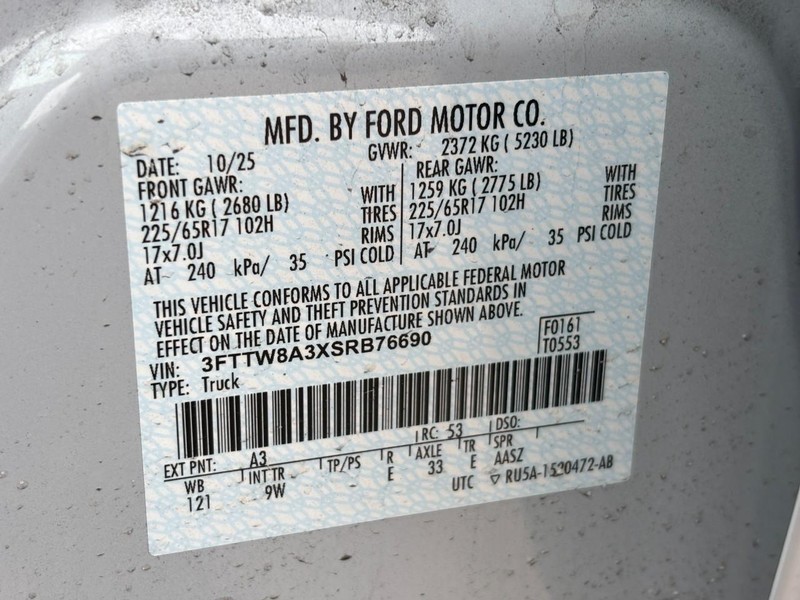 MFD. BY FORD MOTOR CO.
DATE: 10/25 GVWR: 2372 KG ( 5230 LB)
FRONT GAWR: REAR GAWR:
1216 KG ( 2680 LB) WITH 1259 KG ( 2775 LB) WITH
225/65R17 102H TIRES 225/65R17 102H TIRES
17x7.0J RIMS 17x7.0J RIMS
AT 240 kPa/ 35 PSI COLD AT 240 kPa/ 35 PSI COLD
THIS VEHICLE CONFORMS TO ALL APPLICABLE FEDERAL MOTOR
VEHICLE SAFETY AND THEFT PREVENTION STANDARDS IN
EFFECT ON THE DATE OF MANUFACTURE SHOWN ABOVE.
VIN: 3FTTW8A3XSRB76690 F0161
TYPE: Truck T0553
EXT PNT: A3 RC: 53 DSO:
WB INT TR TP/PS R AXLE TR SPR
121 9W E 33 E AASZ
UTC ▽ RU5A-1520472-AB